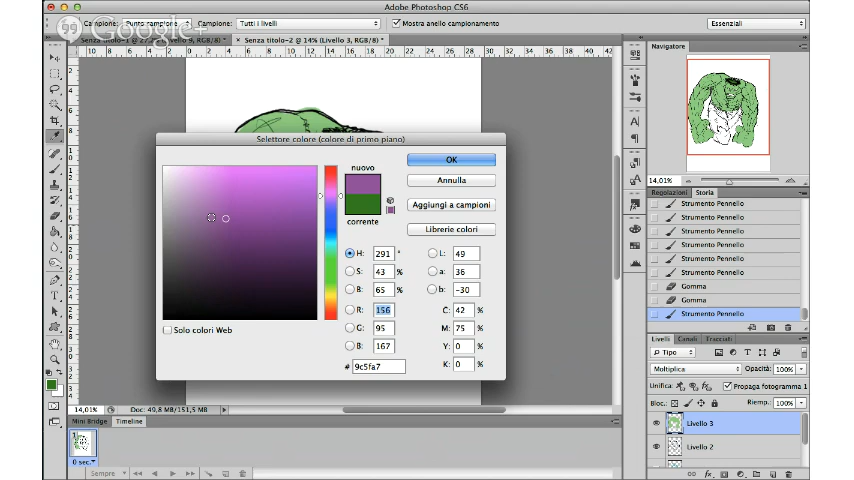 Adobe Photoshop CS6
Campione: Punto campione
Campione: Tutti i livelli
Mostra anello campionamento
Essenziali
Google+
Senza titolo-2 @ 14% (Livello 3, RGB/8) *
Selettore colore (colore di primo piano)
nuovo
corrente
OK
Annulla
Aggiungi a campioni
Librerie colori
H: 291 °
S: 43 %
B: 65 %
R: 156
G: 95
B: 167
# 9c5fa7
L: 49
a: 36
b: -30
C: 42 %
M: 75 %
Y: 0 %
K: 0 %
Solo colori Web
Navigatore
14,01%
Regolazioni
Storia
Strumento Pennello
Strumento Pennello
Strumento Pennello
Strumento Pennello
Strumento Pennello
Strumento Pennello
Gomma
Gomma
Strumento Pennello
Livelli
Canali
Tracciati
Tipo
Moltiplica
Opacità: 100%
Unifica:
Propaga fotogramma 1
Bloc.:
Riemp.: 100%
Livello 3
Livello 2
14,01%
Doc: 49,8 MB/151,5 MB
Mini Bridge
Timeline
1
0 sec.
Sempre